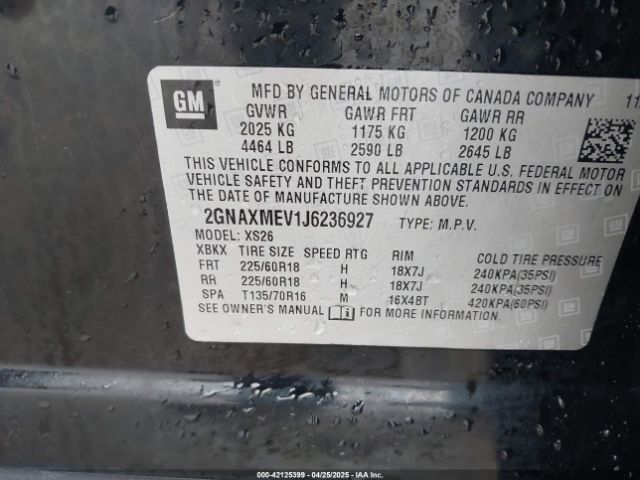 GM
MFD BY GENERAL MOTORS OF CANADA COMPANY 11
GVWR GAWR FRT GAWR RR
2025 KG 1175 KG 1200 KG
4464 LB 2590 LB 2645 LB
THIS VEHICLE CONFORMS TO ALL APPLICABLE U.S. FEDERAL MOTOR
VEHICLE SAFETY AND THEFT PREVENTION STANDARDS IN EFFECT ON
THE DATE OF MANUFACTURE SHOWN ABOVE.
2GNAXMEV1J6236927 TYPE: M.P.V.
MODEL: XS26
XBKX TIRE SIZE SPEED RTG RIM COLD TIRE PRESSURE
FRT 225/60R18 H 18X7J 240KPA(35PSI)
RR 225/60R18 H 18X7J 240KPA(35PSI)
SPA T135/70R16 M 16X4BT 420KPA(60PSI)
SEE OWNER'S MANUAL FOR MORE INFORMATION.
000-42125399 - 04/25/2025 - IAA Inc.